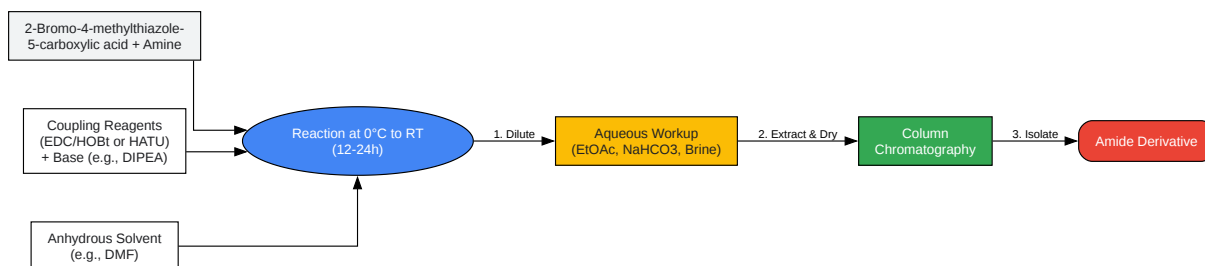 2-Bromo-4-methylthiazole-
5-carboxylic acid + Amine
Coupling Reagents
(EDC/HOBt or HATU)
+ Base (e.g., DIPEA)
Anhydrous Solvent
(e.g., DMF)
Reaction at 0°C to RT
(12-24h)
1. Dilute
Aqueous Workup
(EtOAc, NaHCO3, Brine)
2. Extract & Dry
Column
Chromatography
3. Isolate
Amide Derivative